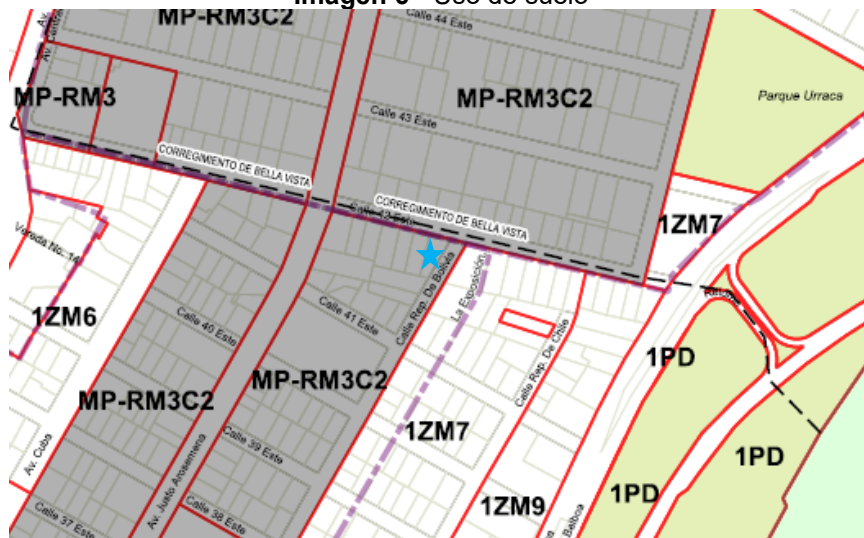 Imagen 6 Uso de suelo
MP-RM3C2
Calle 44 Este
Av. Central
MP-RM3
MP-RM3C2
Parque Urraca
Calle 43 Este
CORREGIMIENTO DE BELLA VISTA
CORREGIMIENTO DE BELLA VISTA
Calle 42 Este
1ZM7
Vereda No. 1A
La Exposición
Calle Rep. De Bolivia
1ZM6
Calle 40 Este
Calle 41 Este
Calle Rep. De Chile
1PD
MP-RM3C2
MP-RM3C2
1ZM7
Calle 39 Este
Av. Cuba
Av. Justo Arosemena
1PD
1ZM9
1PD
Calle 38 Este
Calle 37 Este
Balboa